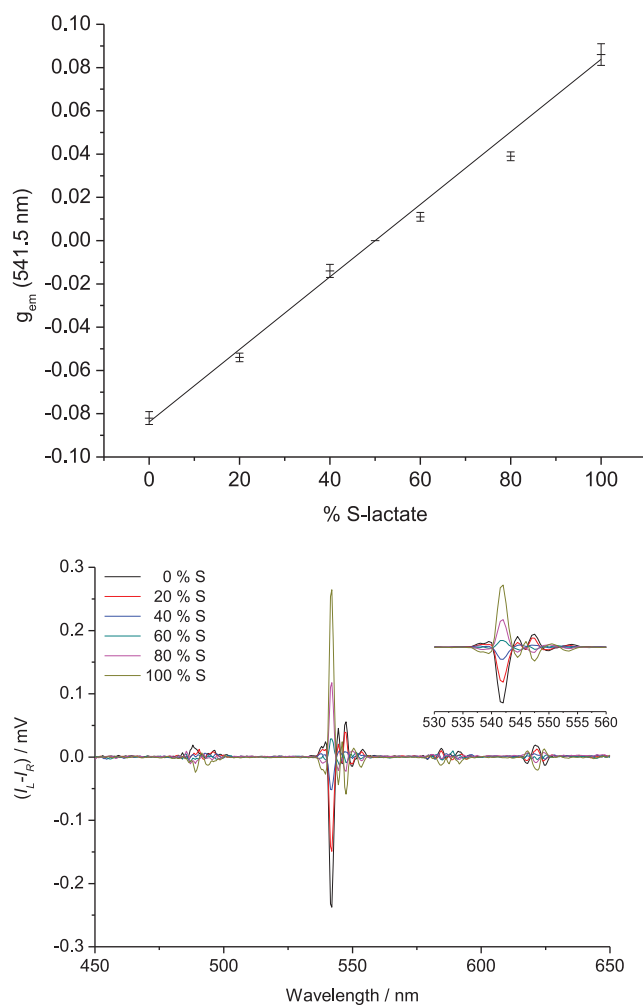 0.10
0.08
0.06
0.04
0.02
0.00
-0.02
-0.04
-0.06
-0.08
-0.10
g_em (541.5 nm)
0 20 40 60 80 100
% S-lactate
0.3
0.2
0.1
0.0
-0.1
-0.2
-0.3
(I_L-I_R) / mV
0 % S
20 % S
40 % S
60 % S
80 % S
100 % S
530 535 540 545 550 555 560
450 500 550 600 650
Wavelength / nm